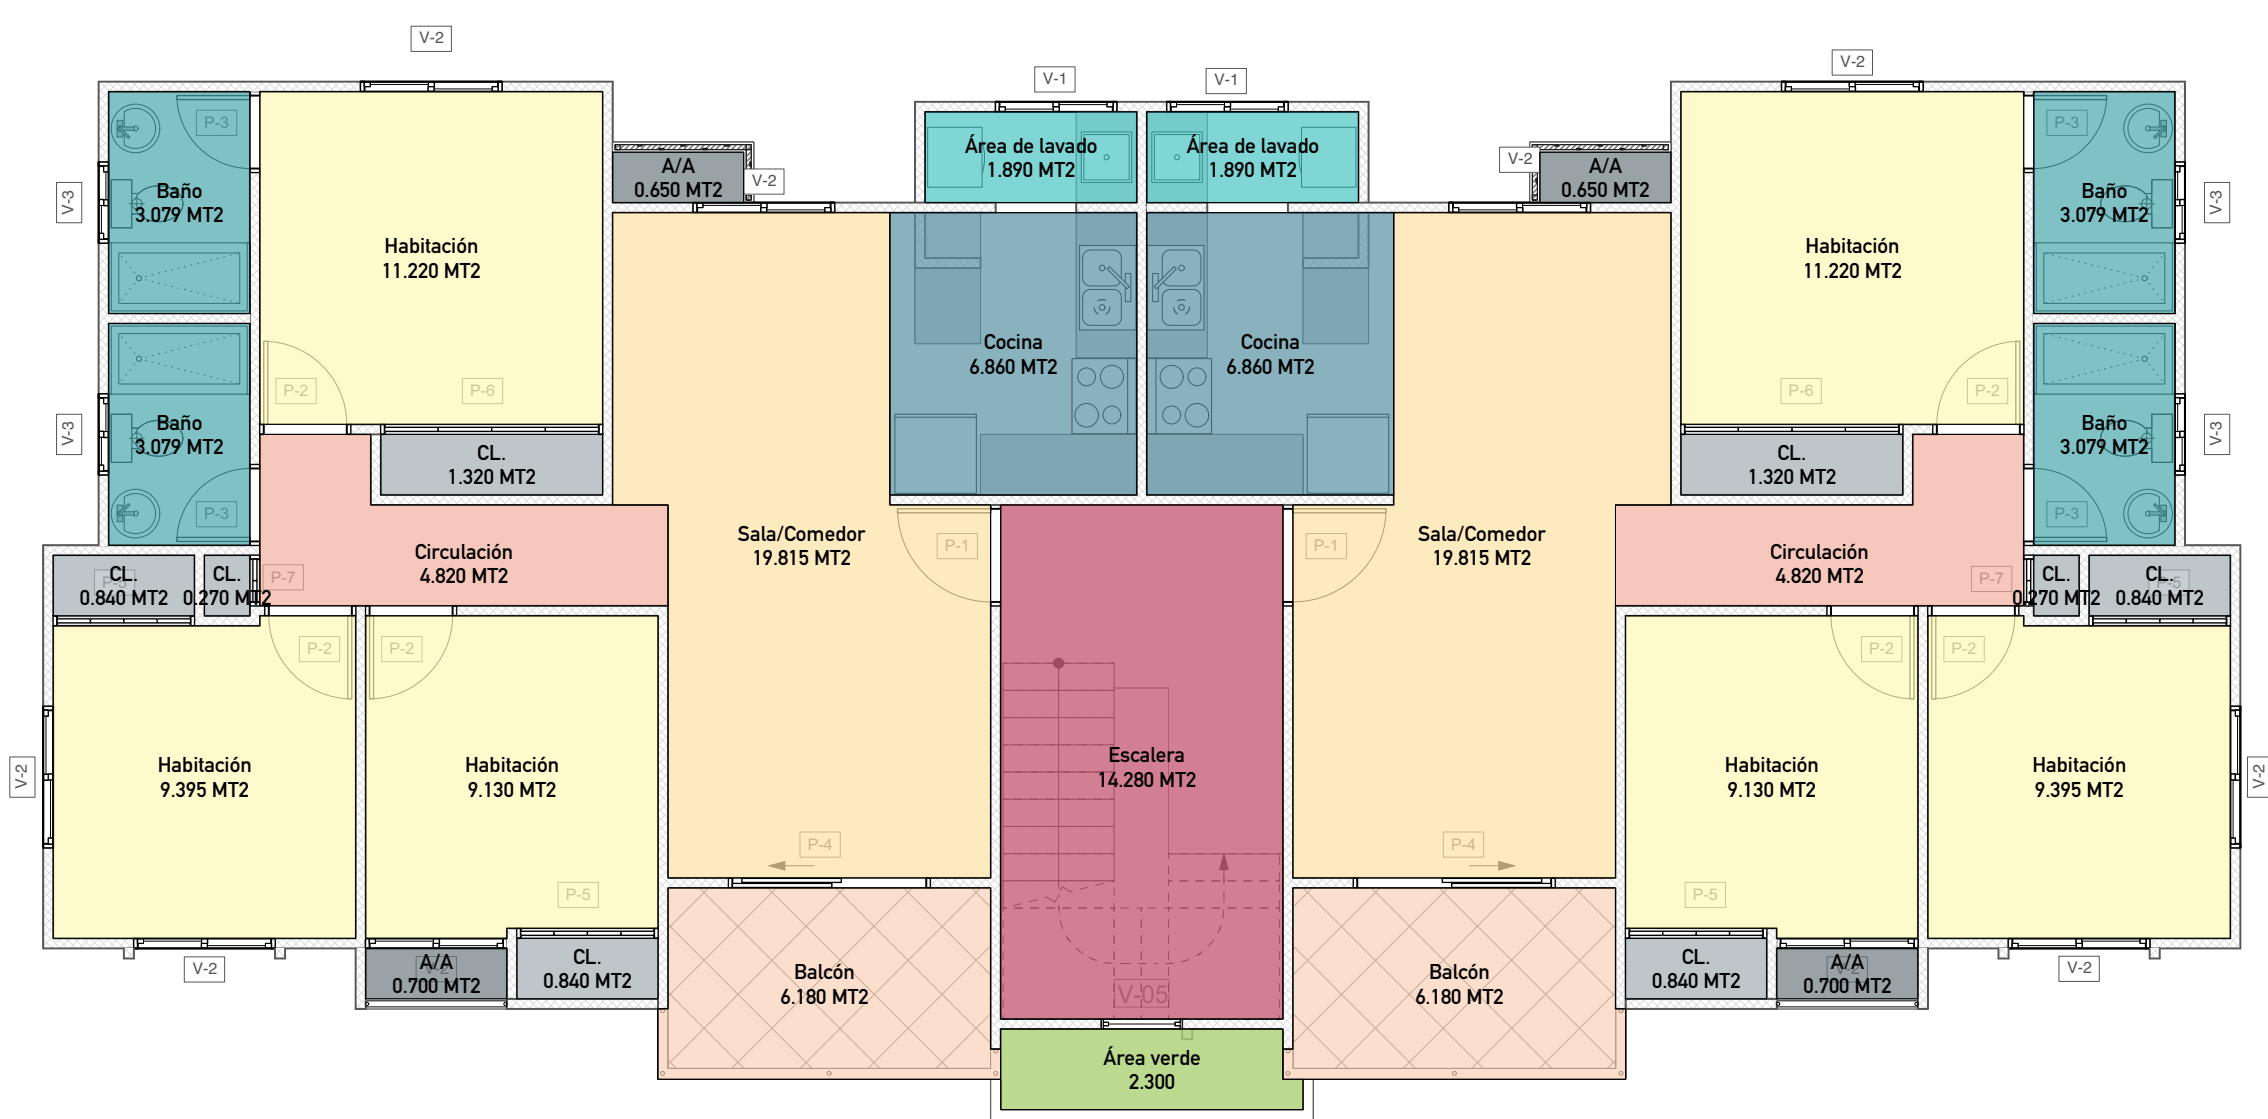 V-2
V-1
V-1
V-2
P-3
Baño
3.079 MT2
V-3
Habitación
11.220 MT2
A/A
0.650 MT2
V-2
Área de lavado
1.890 MT2
Área de lavado
1.890 MT2
V-2
A/A
0.650 MT2
Habitación
11.220 MT2
P-3
Baño
3.079 MT2
V-3
Cocina
6.860 MT2
Cocina
6.860 MT2
V-3
Baño
3.079 MT2
P-3
P-2
P-6
CL.
1.320 MT2
P-6
P-2
CL.
1.320 MT2
Baño
3.079 MT2
P-3
V-3
Circulación
4.820 MT2
Sala/Comedor
19.815 MT2
P-1
P-1
Sala/Comedor
19.815 MT2
Circulación
4.820 MT2
P-5
CL.
0.840 MT2
CL.
0.270 MT2
P-7
P-7
CL.
0.270 MT2
P-5
CL.
0.840 MT2
P-2
P-2
P-2
P-2
V-2
Habitación
9.395 MT2
Habitación
9.130 MT2
Escalera
14.280 MT2
Habitación
9.130 MT2
Habitación
9.395 MT2
V-2
P-4
P-4
P-5
P-5
V-2
A/A
0.700 MT2
V-2
CL.
0.840 MT2
Balcón
6.180 MT2
V-05
Balcón
6.180 MT2
CL.
0.840 MT2
A/A
0.700 MT2
V-2
V-2
Área verde
2.300